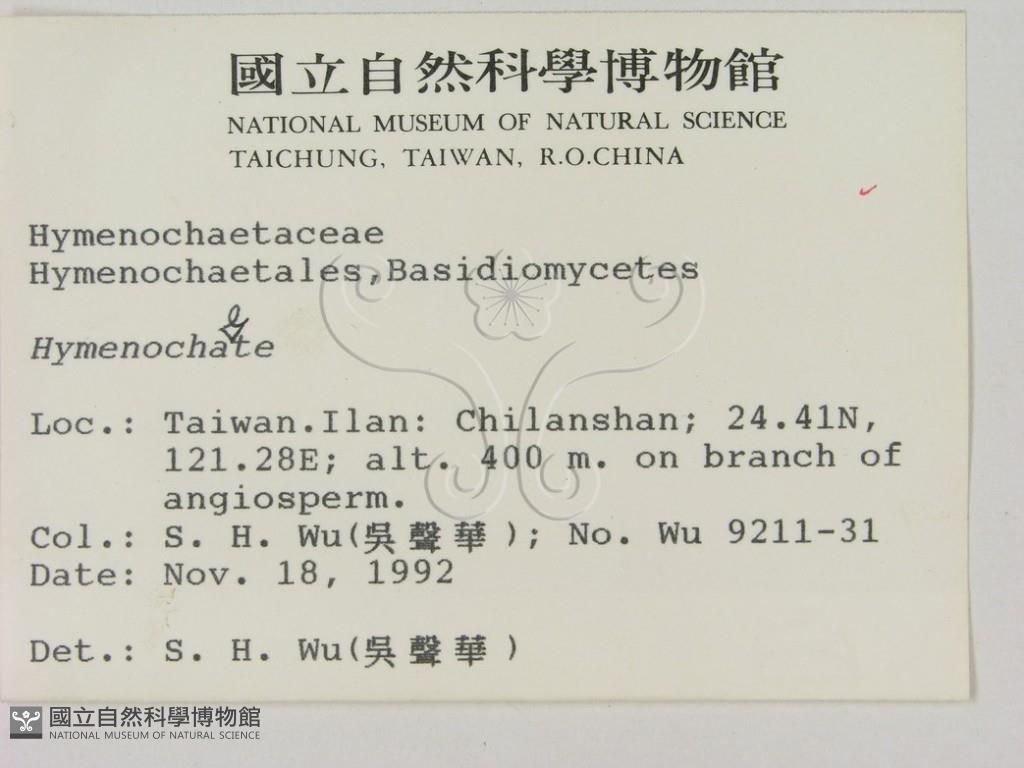 國立自然科學博物館
NATIONAL MUSEUM OF NATURAL SCIENCE
TAICHUNG, TAIWAN, R.O.CHINA
Hymenochaetaceae
Hymenochaetales,Basidiomycetes
e
Hymenochate
Loc.: Taiwan.Ilan: Chilanshan; 24.41N,
121.28E; alt. 400 m. on branch of
angiosperm.
Col.: S. H. Wu(吳聲華); No. Wu 9211-31
Date: Nov. 18, 1992
Det.: S. H. Wu(吳聲華)
國立自然科學博物館
NATIONAL MUSEUM OF NATURAL SCIENCE